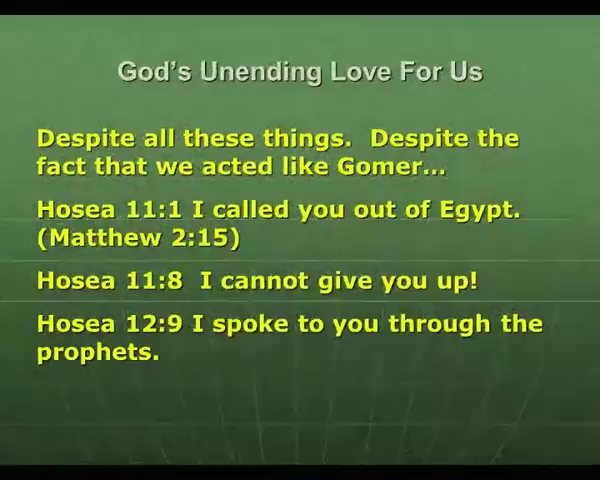 God’s Unending Love For Us
Despite all these things.  Despite the
fact that we acted like Gomer…
Hosea 11:1 I called you out of Egypt.
(Matthew 2:15)
Hosea 11:8  I cannot give you up!
Hosea 12:9 I spoke to you through the
prophets.